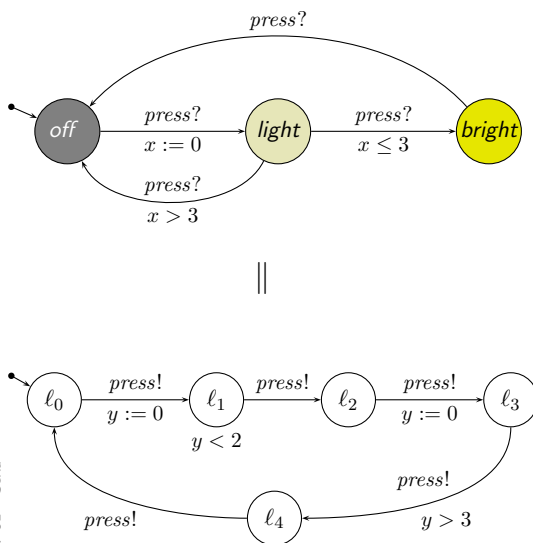 press?
off
press?
x := 0
light
press?
x ≤ 3
bright
press?
x > 3
||
ℓ0
press!
y := 0
ℓ1
y < 2
press!
ℓ2
press!
y := 0
ℓ3
press!
y > 3
ℓ4
press!